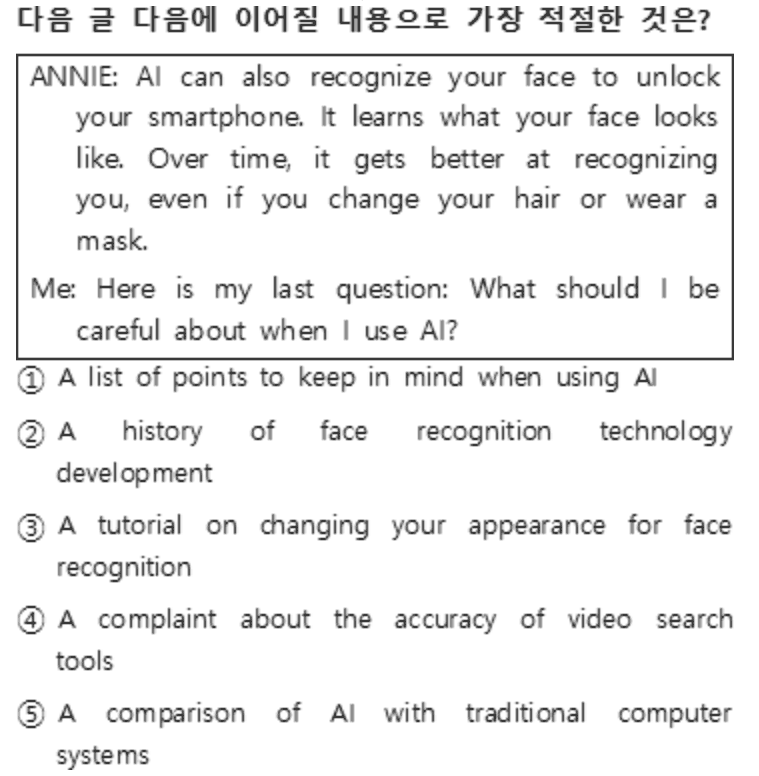 다음 글 다음에 이어질 내용으로 가장 적절한 것은?
ANNIE: AI can also recognize your face to unlock
your smartphone. It learns what your face looks
like. Over time, it gets better at recognizing
you, even if you change your hair or wear a
mask.
Me: Here is my last question: What should I be
careful about when I use AI?
① A list of points to keep in mind when using AI
② A history of face recognition technology
development
③ A tutorial on changing your appearance for face
recognition
④ A complaint about the accuracy of video search
tools
⑤ A comparison of AI with traditional computer
systems